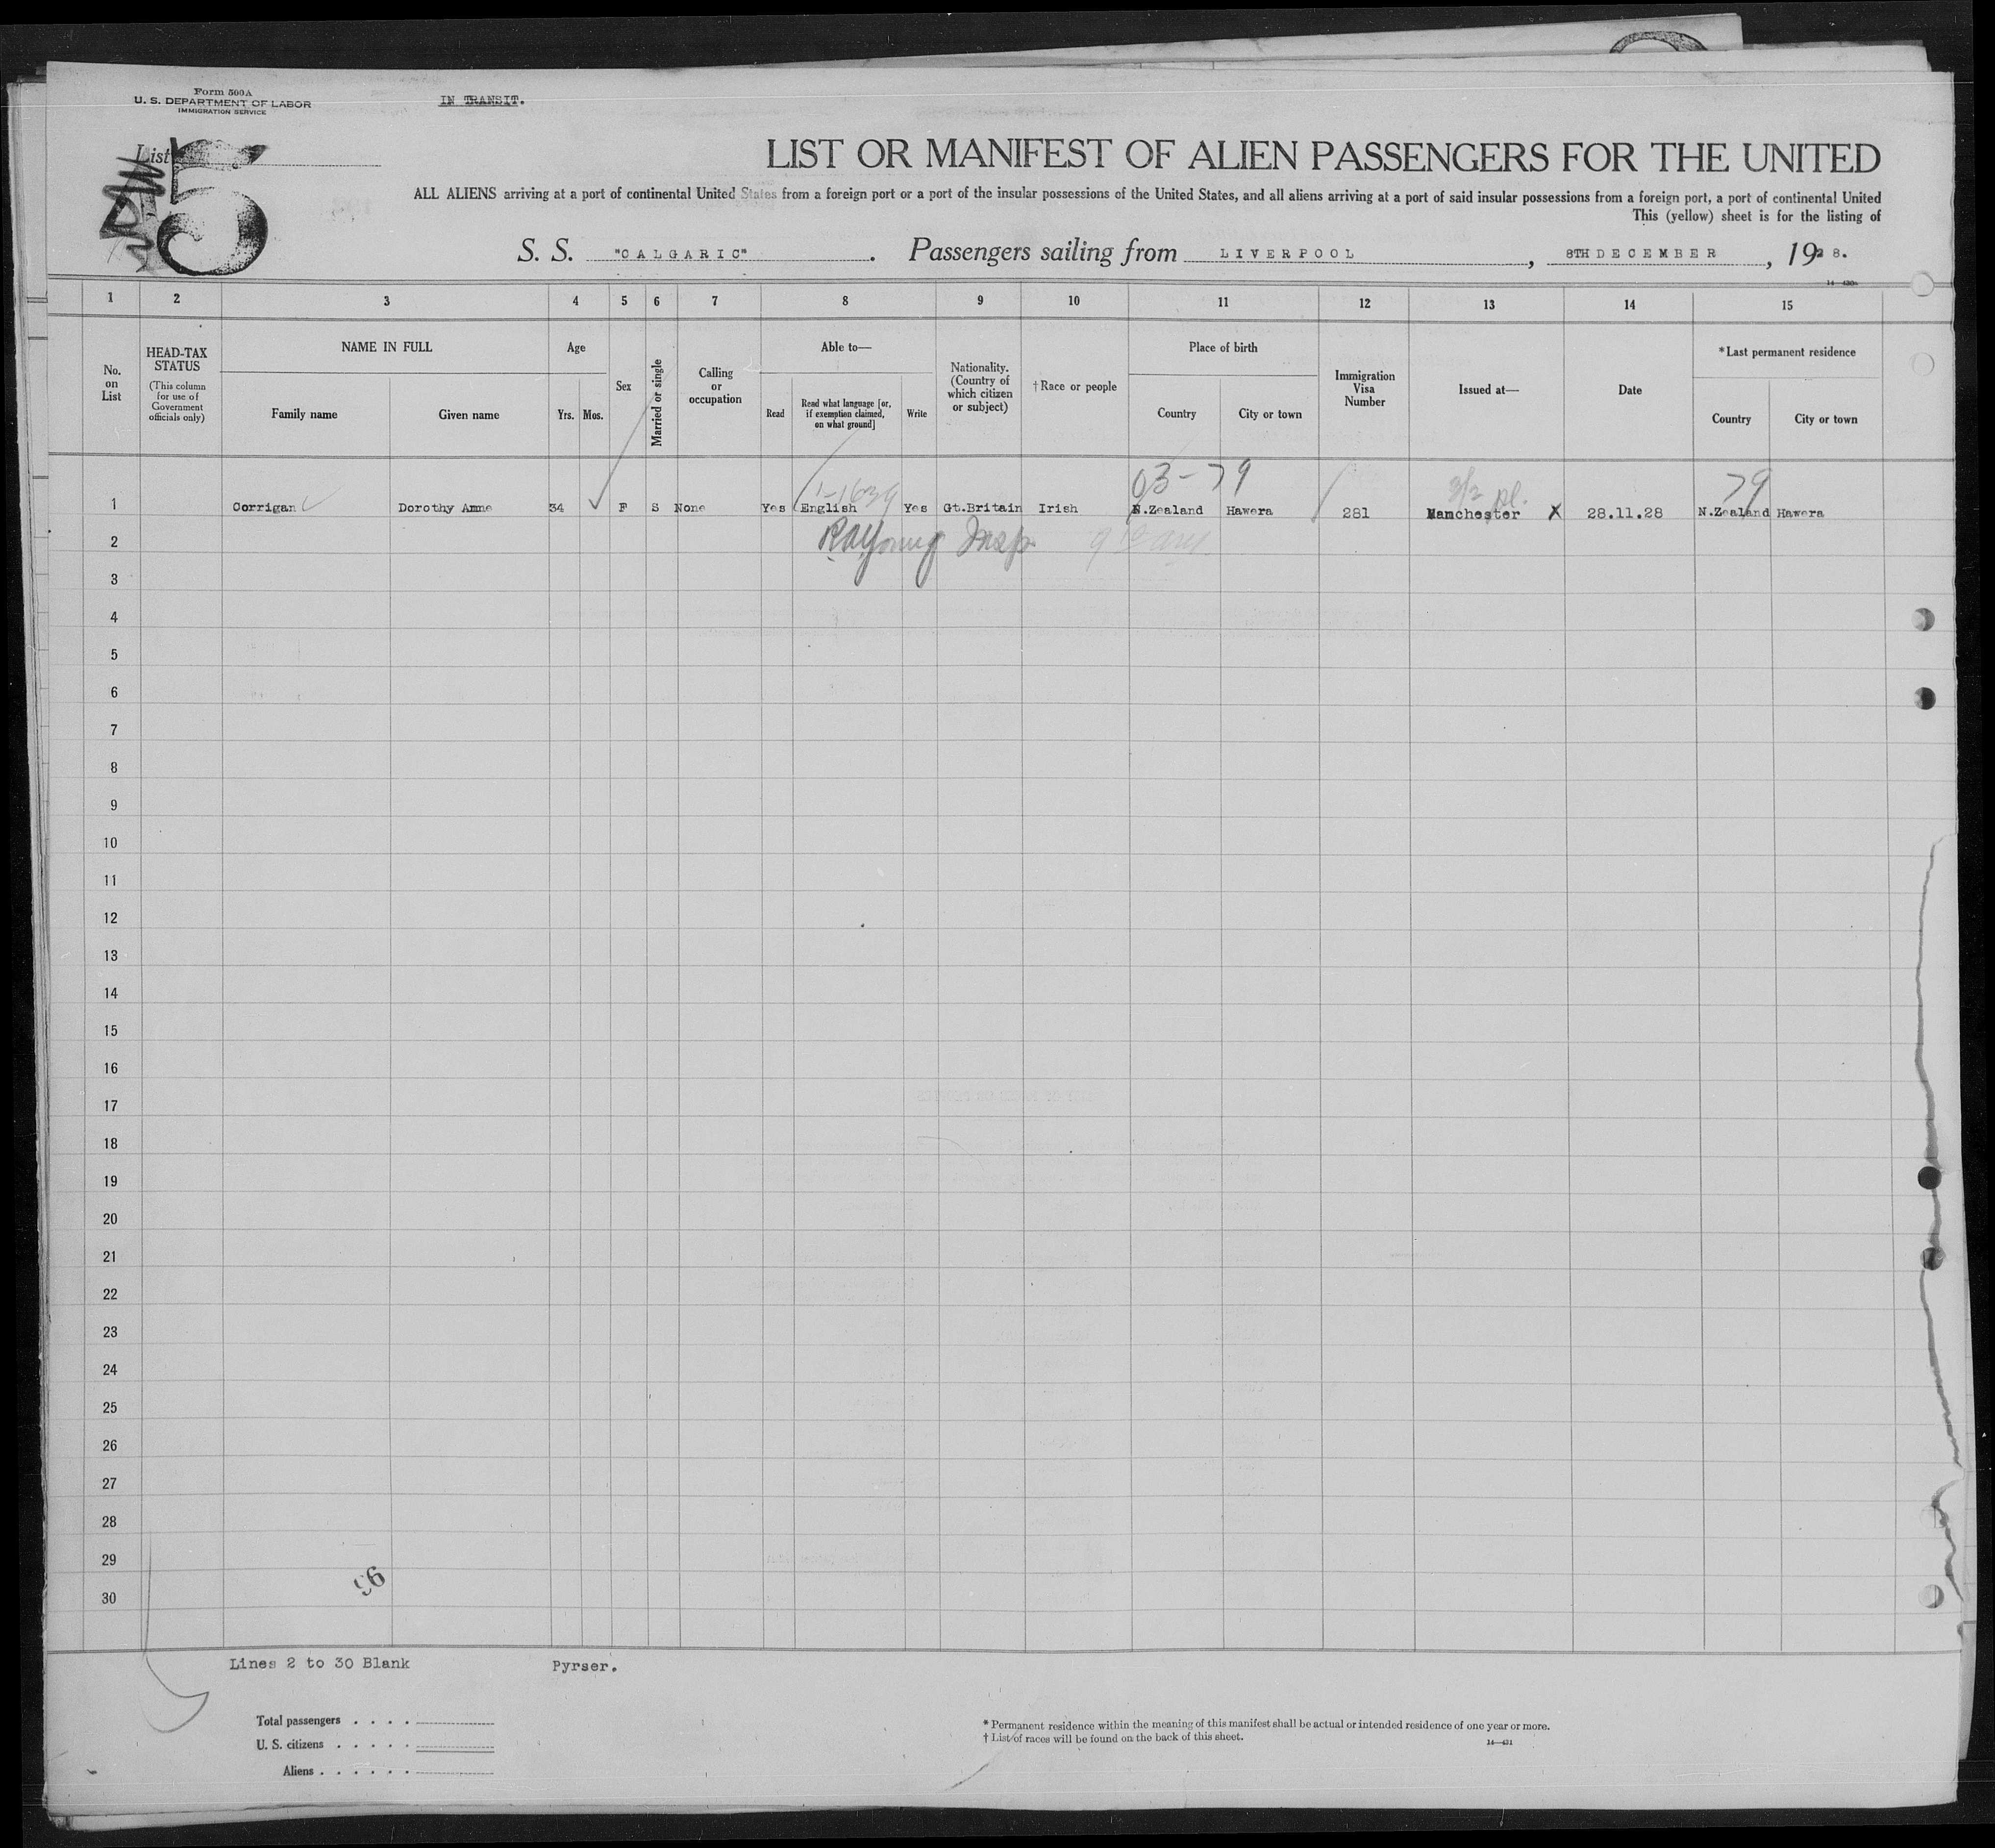 Form 500A
U. S. DEPARTMENT OF LABOR
IMMIGRATION SERVICE
IN TRANSIT.
List
5
LIST OR MANIFEST OF ALIEN PASSENGERS FOR THE UNITED
ALL ALIENS arriving at a port of continental United States from a foreign port or a port of the insular possessions of the United States, and all aliens arriving at a port of said insular possessions from a foreign port, a port of continental United
This (yellow) sheet is for the listing of
S. S. "CALGARIC". Passengers sailing from LIVERPOOL, 8TH DECEMBER, 1928.
1 2 3 4 5 6 7 8 9 10 11 12 13 14 15
No. on List
HEAD-TAX STATUS
(This column for use of Government officials only)
NAME IN FULL
Family name
Given name
Age
Yrs. Mos.
Sex
Married or single
Calling or occupation
Able to—
Read
Read what language [or, if exemption claimed, on what ground]
Write
Nationality. (Country of which citizen or subject)
†Race or people
Place of birth
Country
City or town
Immigration Visa Number
Issued at—
Date
*Last permanent residence
Country
City or town
03-79
79
1 Corrigan Dorothy Anne 34 F S None Yes English Yes Gt.Britain Irish N.Zealand Hawera 281 Manchester X 28.11.28 N.Zealand Hawera
2
3
4
5
6
7
8
9
10
11
12
13
14
15
16
17
18
19
20
21
22
23
24
25
26
27
28
29
30
96
Lines 2 to 30 Blank Pyrser.
Total passengers . . . .
U. S. citizens . . . . .
Aliens . . . . . .
* Permanent residence within the meaning of this manifest shall be actual or intended residence of one year or more.
† List of races will be found on the back of this sheet.
14—421